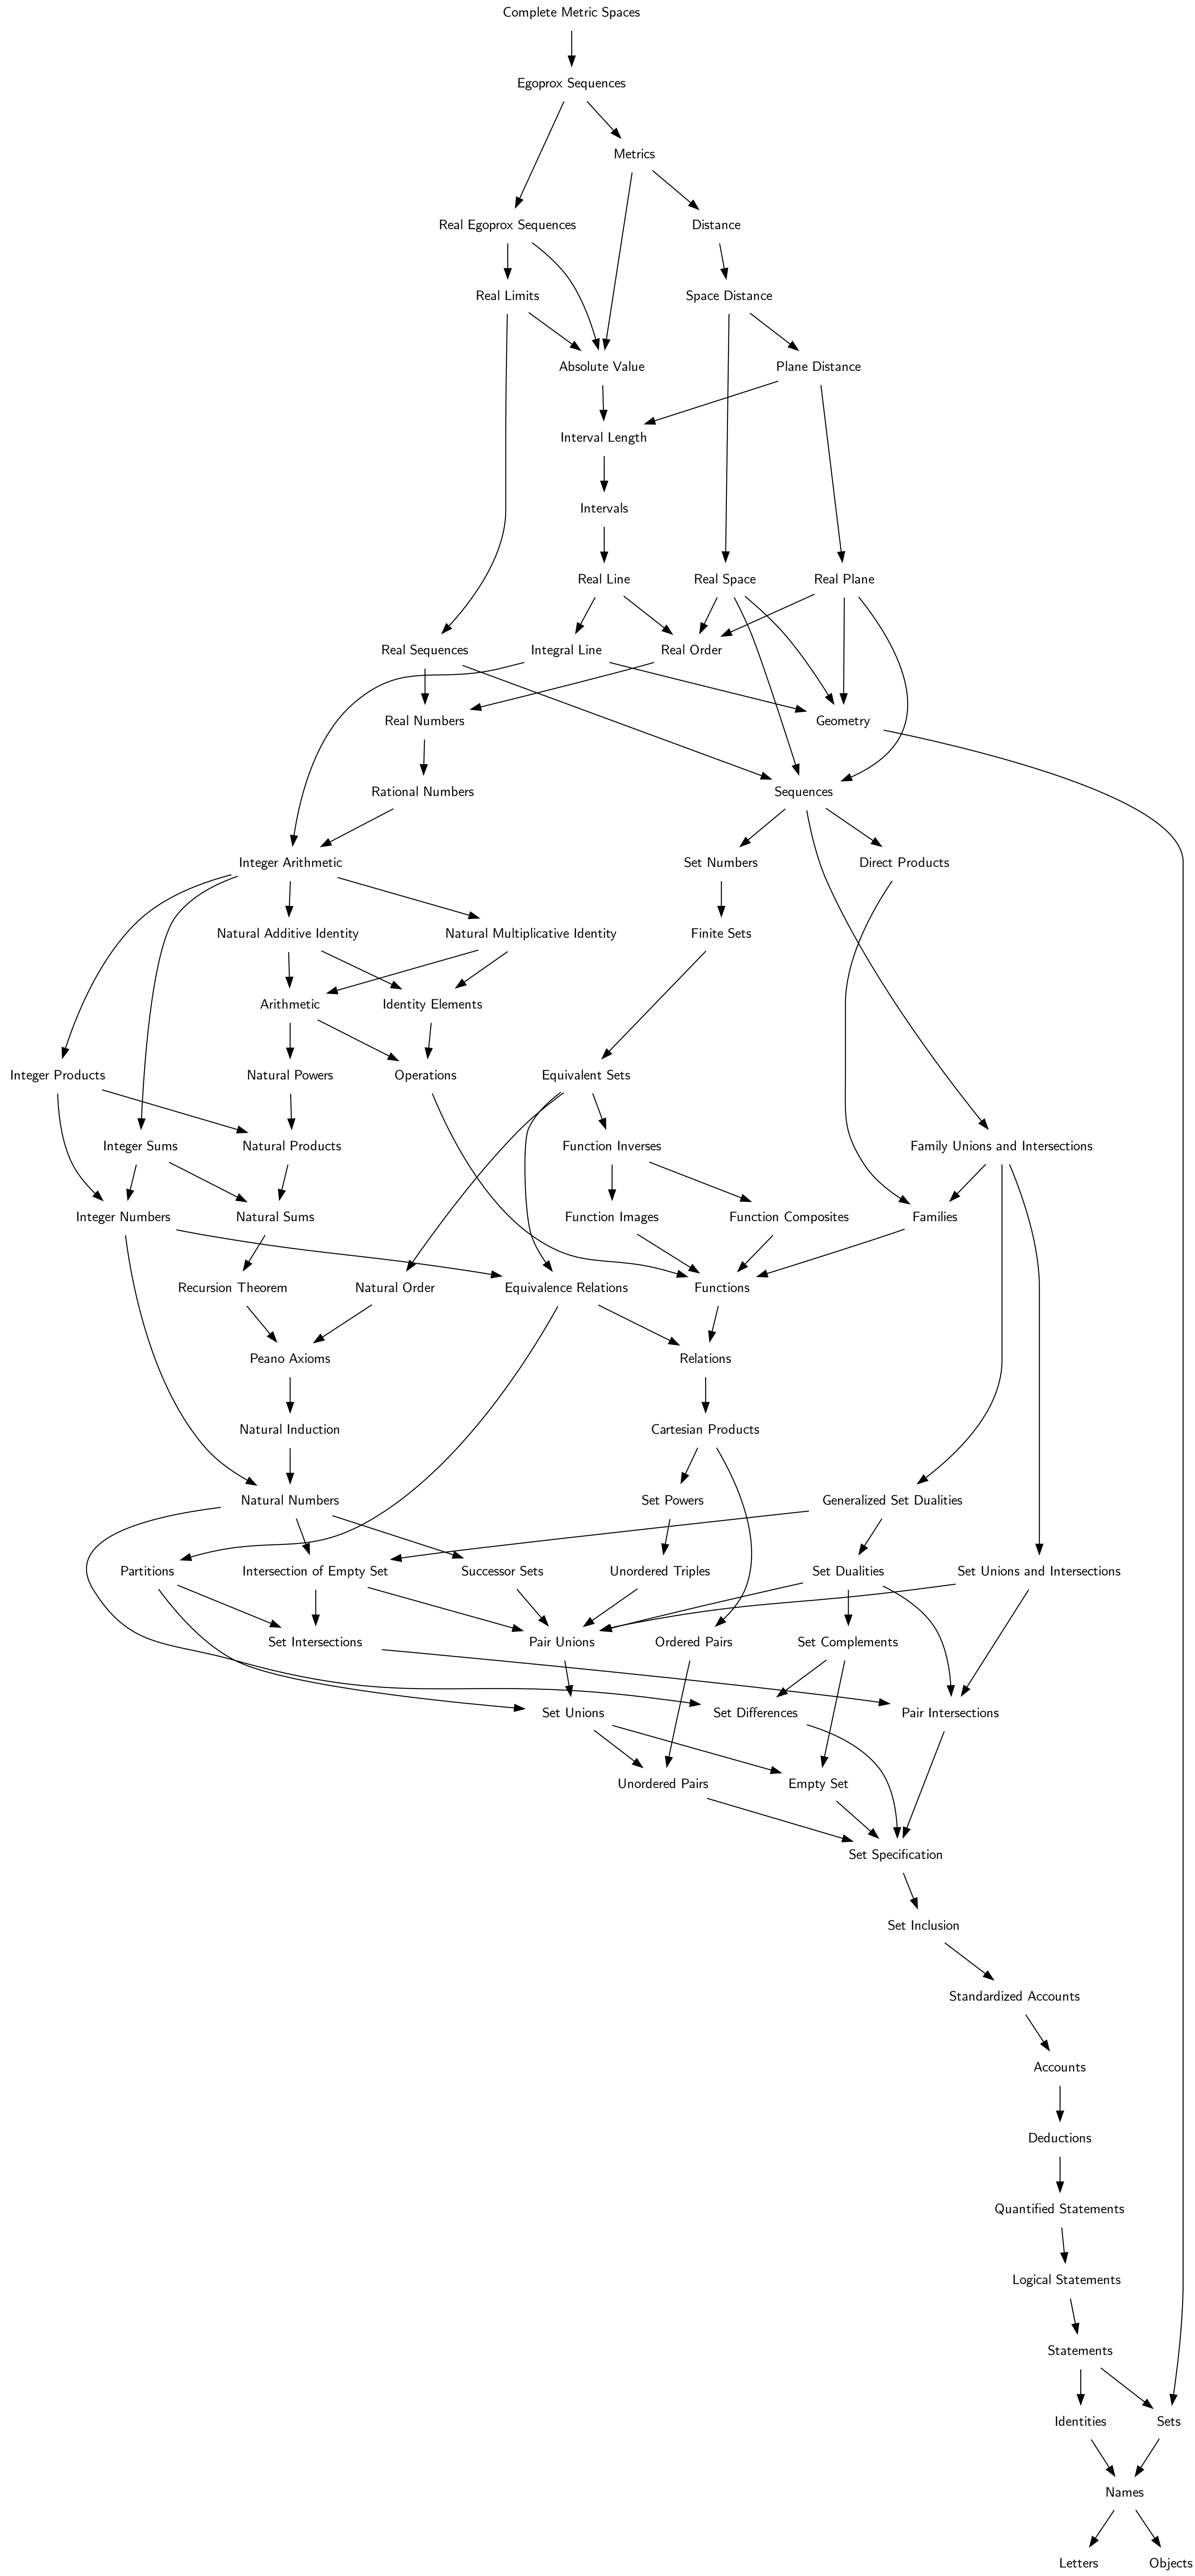 Complete Metric Spaces
Egoprox Sequences
Metrics
Real Egoprox Sequences
Distance
Real Limits
Space Distance
Absolute Value
Plane Distance
Interval Length
Intervals
Real Line
Real Space
Real Plane
Real Sequences
Integral Line
Real Order
Real Numbers
Geometry
Rational Numbers
Sequences
Integer Arithmetic
Set Numbers
Direct Products
Natural Additive Identity
Natural Multiplicative Identity
Finite Sets
Arithmetic
Identity Elements
Integer Products
Natural Powers
Operations
Equivalent Sets
Integer Sums
Natural Products
Function Inverses
Family Unions and Intersections
Integer Numbers
Natural Sums
Function Images
Function Composites
Families
Recursion Theorem
Natural Order
Equivalence Relations
Functions
Peano Axioms
Relations
Natural Induction
Cartesian Products
Natural Numbers
Set Powers
Generalized Set Dualities
Partitions
Intersection of Empty Set
Successor Sets
Unordered Triples
Set Dualities
Set Unions and Intersections
Set Intersections
Pair Unions
Ordered Pairs
Set Complements
Set Unions
Set Differences
Pair Intersections
Unordered Pairs
Empty Set
Set Specification
Set Inclusion
Standardized Accounts
Accounts
Deductions
Quantified Statements
Logical Statements
Statements
Identities
Sets
Names
Letters
Objects